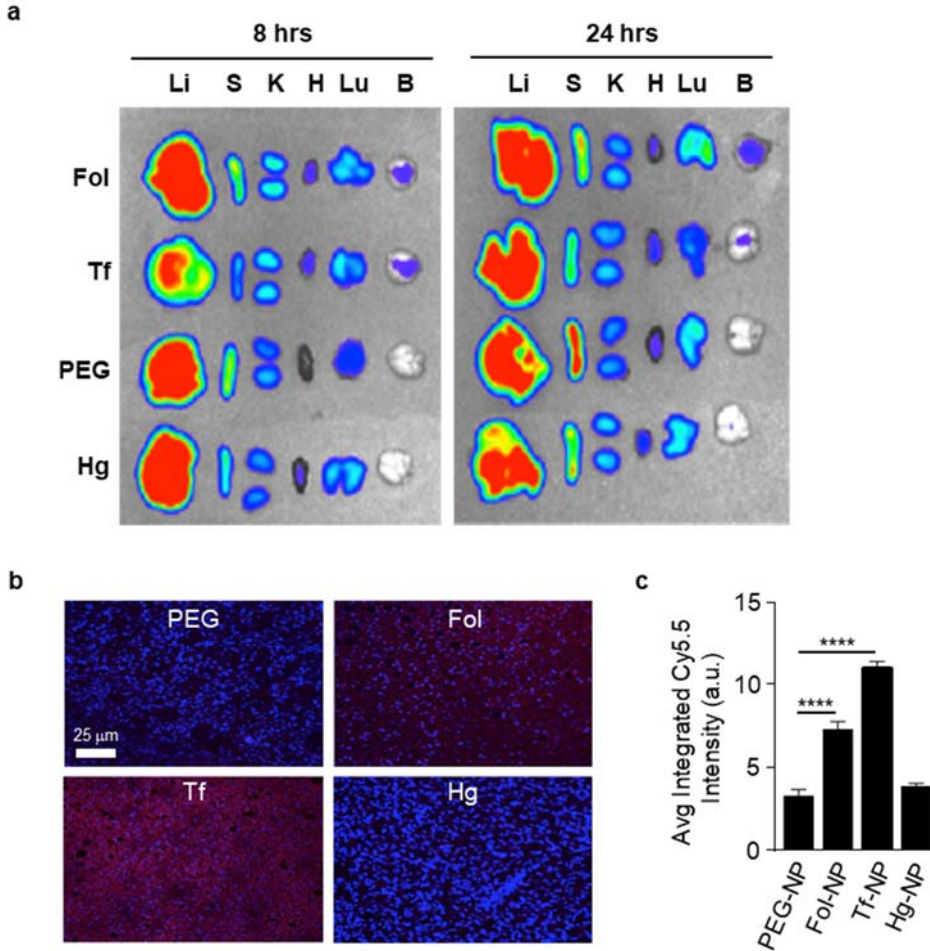 a
8 hrs
24 hrs
Li S K H Lu B
Li S K H Lu B
Fol
Tf
PEG
Hg
b
PEG
Fol
25 μm
Tf
Hg
c
Avg Integrated Cy5.5
Intensity (a.u.)
15
10
5
0
****
****
PEG-NP
Fol-NP
Tf-NP
Hg-NP